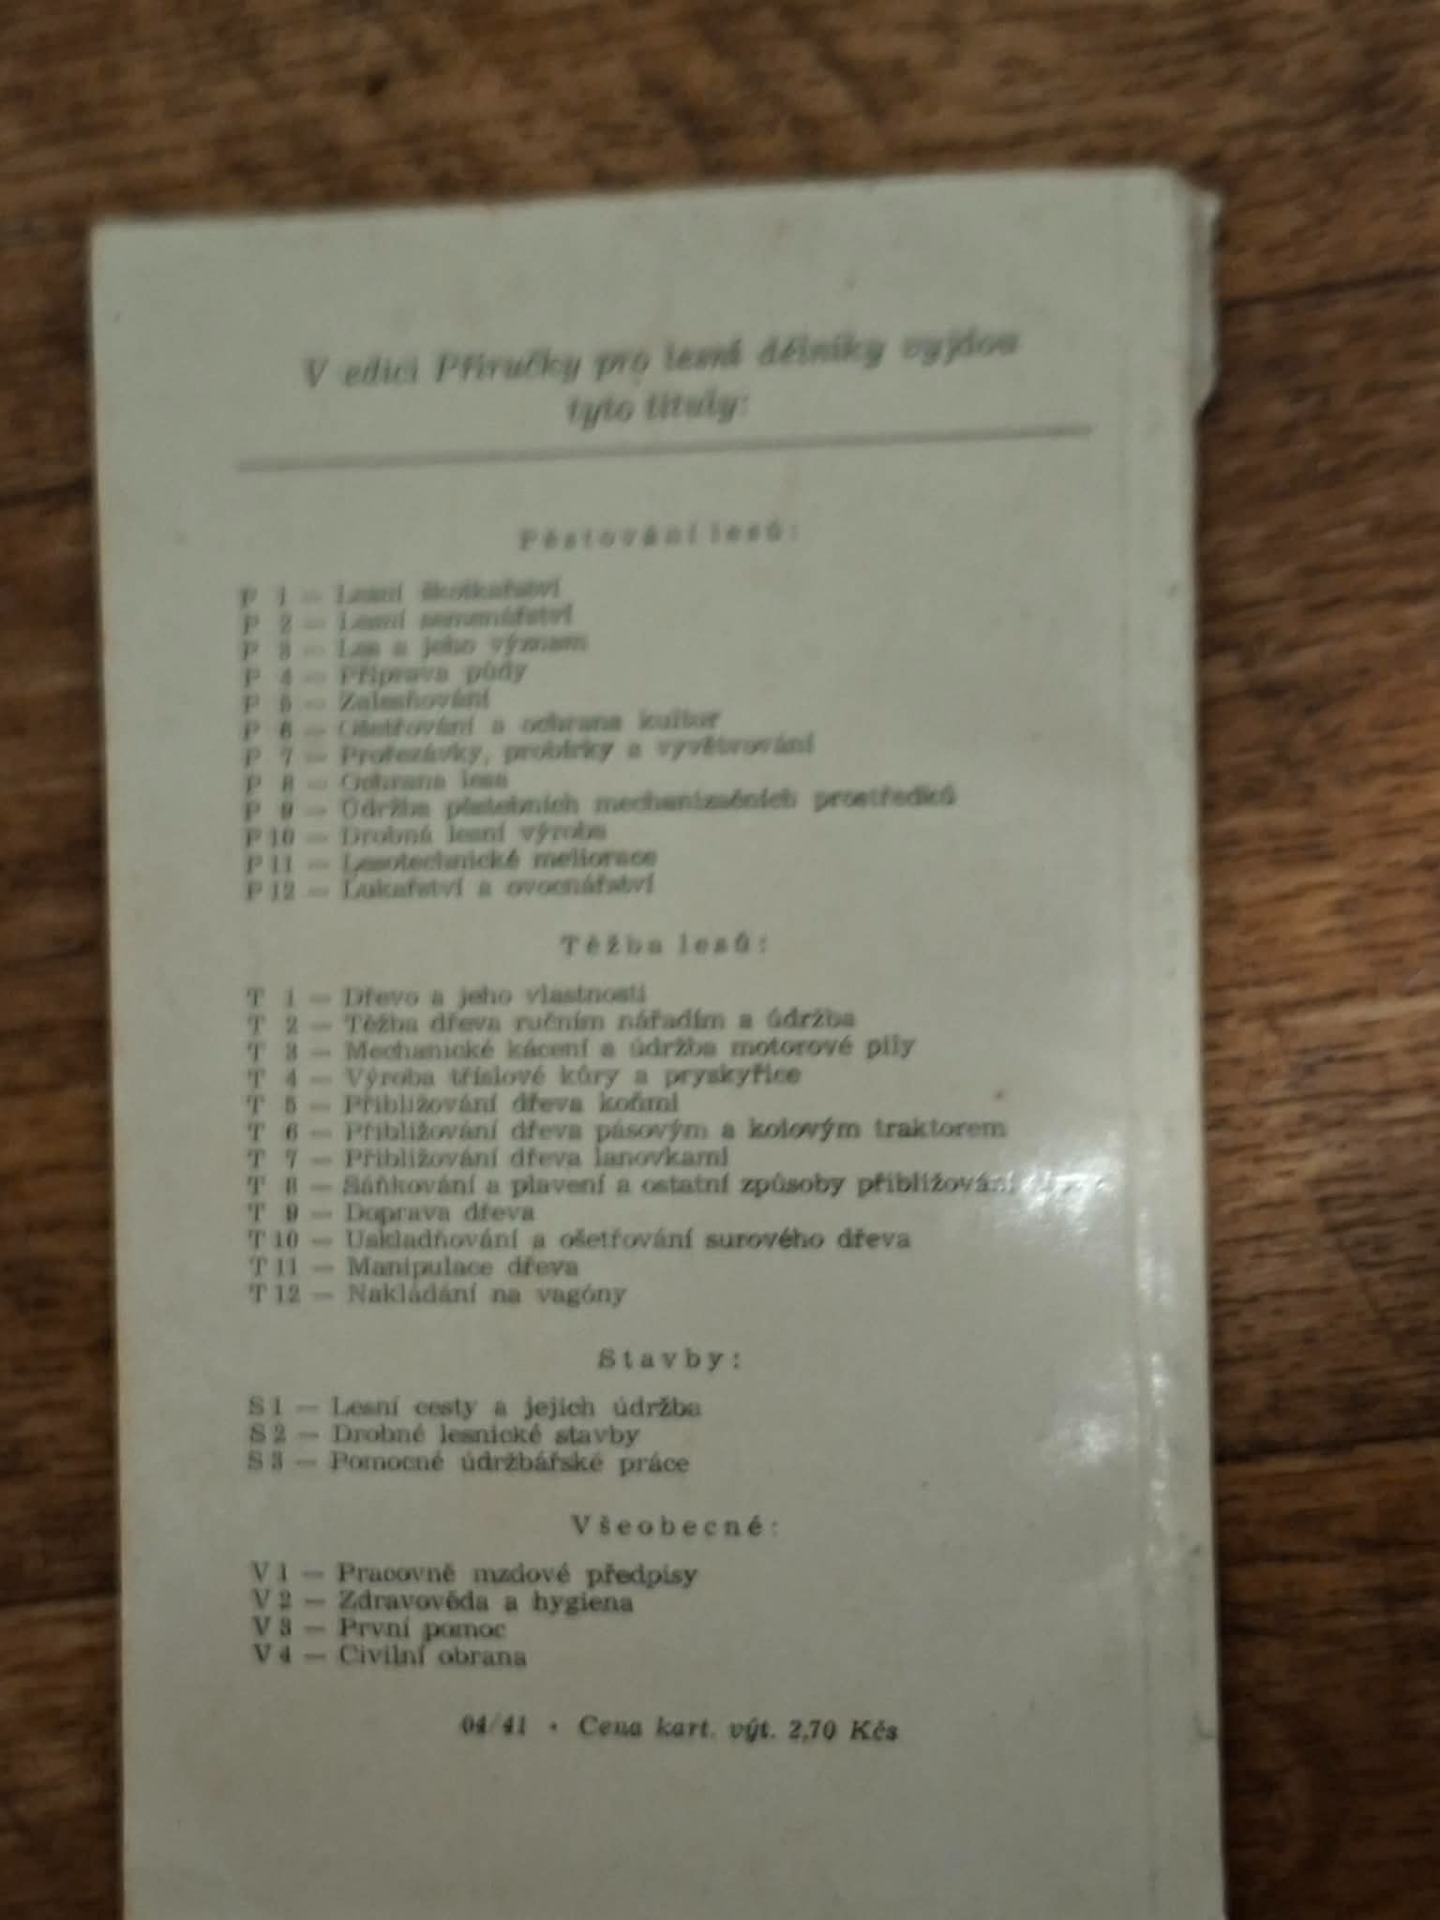 V edici Příručky pro lesní dělníky vyjdou
tyto tituly:
Pěstování lesů:
P 1 — Lesní školkařství
P 2 — Lesní semenářství
P 3 — Les a jeho význam
P 4 — Příprava půdy
P 5 — Zalesňování
P 6 — Ošetřování a ochrana kultur
P 7 — Prořezávky, probírky a vyvětvování
P 8 — Ochrana lesa
P 9 — Údržba pěstebních mechanizačních prostředků
P 10 — Drobná lesní výroba
P 11 — Lesotechnické meliorace
P 12 — Lukařství a ovocnářství
Těžba lesů:
T 1 — Dřevo a jeho vlastnosti
T 2 — Těžba dřeva ručním nářadím a údržba
T 3 — Mechanické kácení a údržba motorové pily
T 4 — Výroba tříslové kůry a pryskyřice
T 5 — Přibližování dřeva koňmi
T 6 — Přibližování dřeva pásovým a kolovým traktorem
T 7 — Přibližování dřeva lanovkami
T 8 — Sáňkování a plavení a ostatní způsoby přibližování
T 9 — Doprava dřeva
T 10 — Uskladňování a ošetřování surového dřeva
T 11 — Manipulace dřeva
T 12 — Nakládání na vagóny
Stavby:
S 1 — Lesní cesty a jejich údržba
S 2 — Drobné lesnické stavby
S 3 — Pomocné údržbářské práce
Všeobecné:
V 1 — Pracovně mzdové předpisy
V 2 — Zdravověda a hygiena
V 3 — První pomoc
V 4 — Civilní obrana
04/41 • Cena kart. výt. 2,70 Kčs